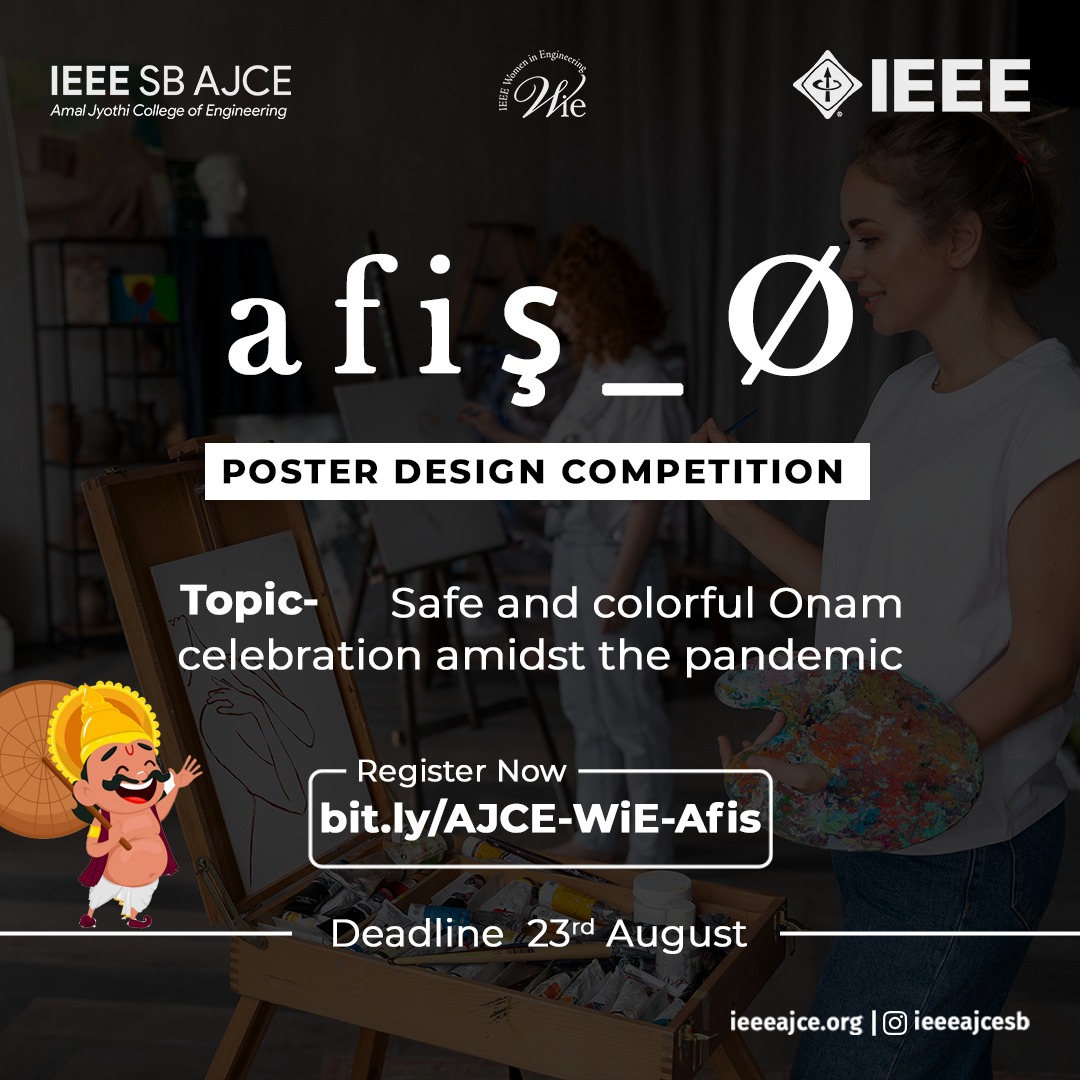 IEEE SB AJCE
Amal Jyothi College of Engineering
IEEE Women in Engineering
WiE
IEEE
afiş_Ø
POSTER DESIGN COMPETITION
Topic- Safe and colorful Onam
celebration amidst the pandemic
Register Now
bit.ly/AJCE-WiE-Afis
Deadline 23rd August
ieeeajce.org | ieeeajcesb